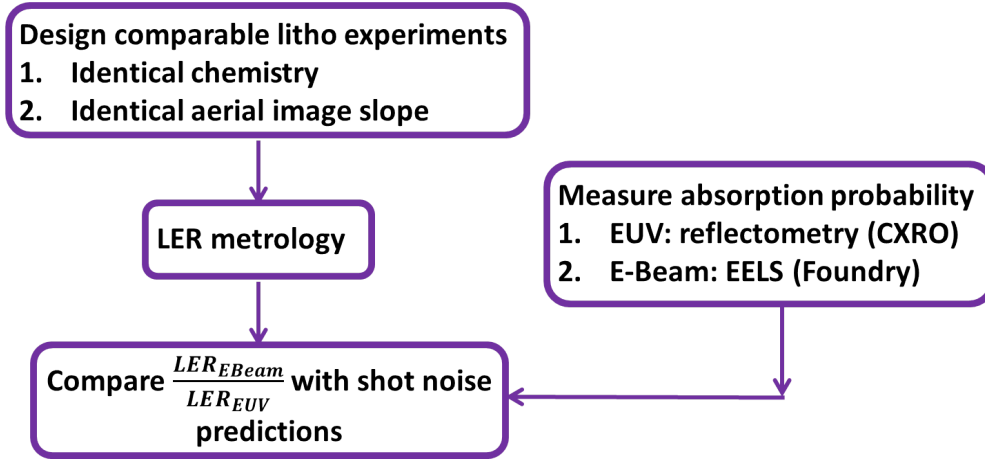 Design comparable litho experiments
1. Identical chemistry
2. Identical aerial image slope
LER metrology
Measure absorption probability
1. EUV: reflectometry (CXRO)
2. E-Beam: EELS (Foundry)
Compare LER_EBeam/LER_EUV with shot noise
predictions